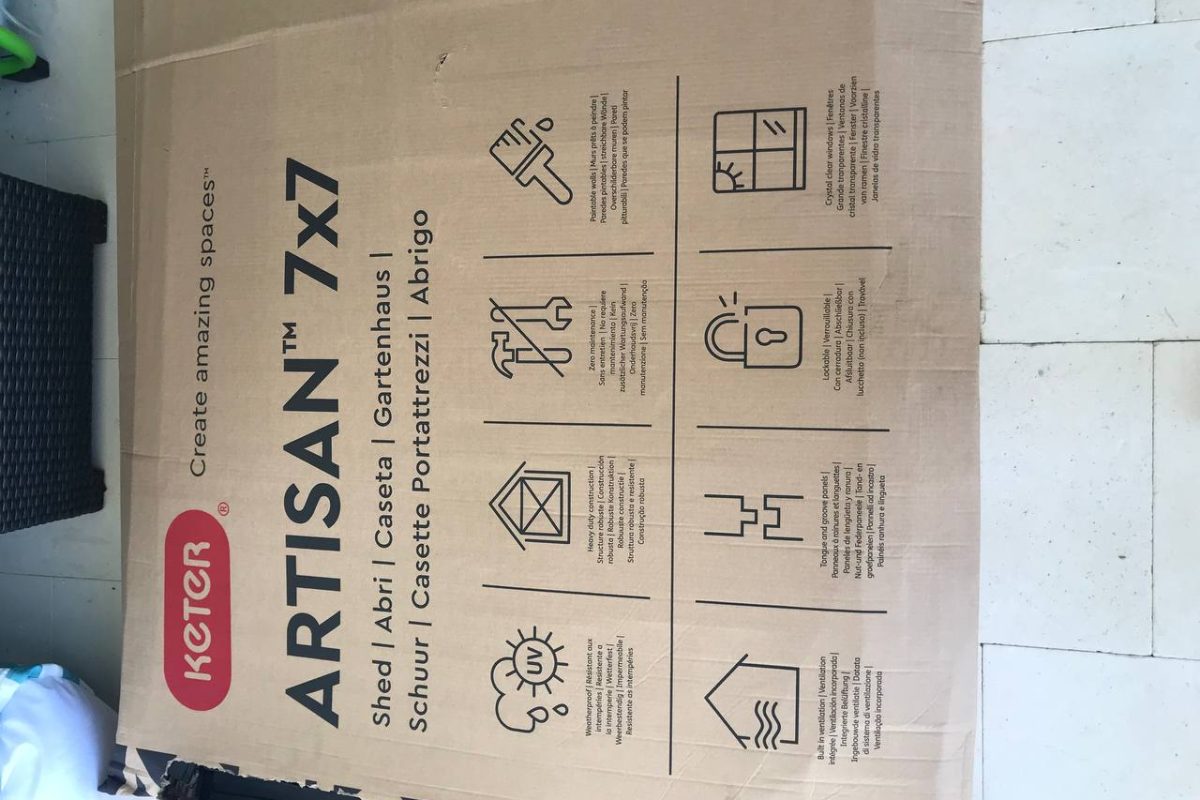 KETER® Create amazing spaces™
ARTISAN™ 7x7
Shed | Abri | Caseta | Gartenhaus |
Schuur | Casette Portattrezzi | Abrigo
UV
Weatherproof | Résistant aux
intempéries | Resistente a
la intemperie | Wetterfest |
Weerbestendig | Impermeabile |
Resistente às intempéries
Heavy duty construction |
Structure robuste | Construcción
robusta | Robuste Konstruktion |
Robuuste constructie |
Struttura robusta e resistente |
Construção robusta
Zero maintenance |
Sans entretien | No requiere
mantenimiento | Kein
zusätzlicher Wartungsaufwand |
Onderhoudsvrij | Zero
manutenzione | Sem manutenção
Paintable walls | Murs prêts à peindre |
Paredes pintables | streichbare Wände |
Overschilderbare muren | Pareti
pitturabili | Paredes que se podem pintar
Built in ventilation | Ventilation
intégrée | Ventilación incorporada |
Integrierte Belüftung |
Ingebouwde ventilatie | Dotata
di sistema di ventilazione |
Ventilação incorporada
Tongue and groove panels |
Panneaux à rainures et languettes |
Paneles de lengüeta y ranura |
Nut-und Federpaneele | Tand- en
groefpanelen | Pannelli ad incastro |
Painéis ranhura e lingueta
Lockable | Verrouillable |
Con cerradura | Abschließbar |
Afsluitbaar | Chiusura con
lucchetto (non incluso) | Travável
Crystal clear windows | Fenêtres
Grande tranparentes | Ventanas de
cristal transparente | Fenster | Voorzien
van ramen | Finestre cristalline |
Janelas de vidro transparentes